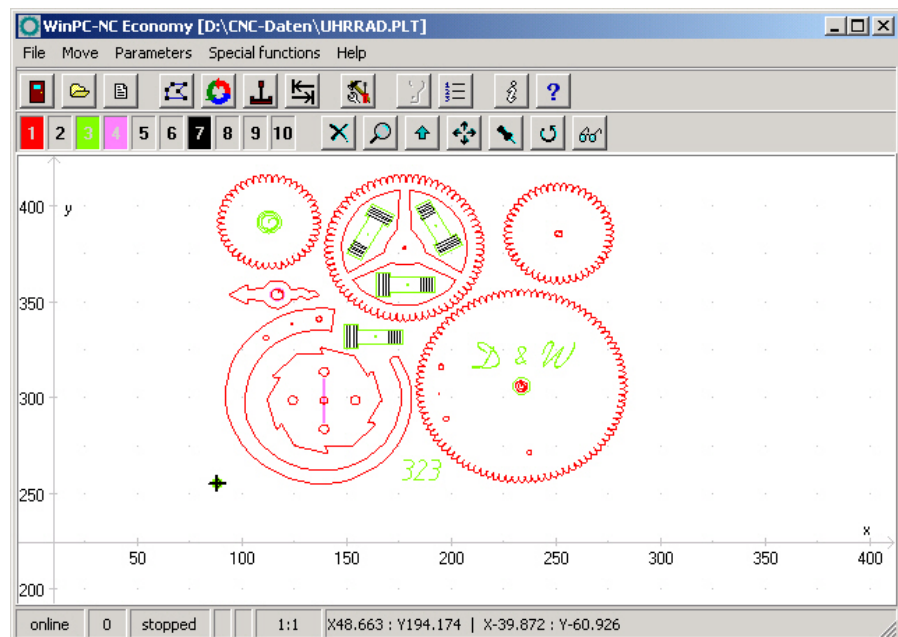 WinPC-NC Economy [D:\CNC-Daten\UHRRAD.PLT]
File Move Parameters Special functions Help
1 2 3 4 5 6 7 8 9 10
400 y
350
300
250
200
D & W
323
x
50 100 150 200 250 300 350 400
online 0 stopped 1:1 X48.663 : Y194.174 | X-39.872 : Y-60.926